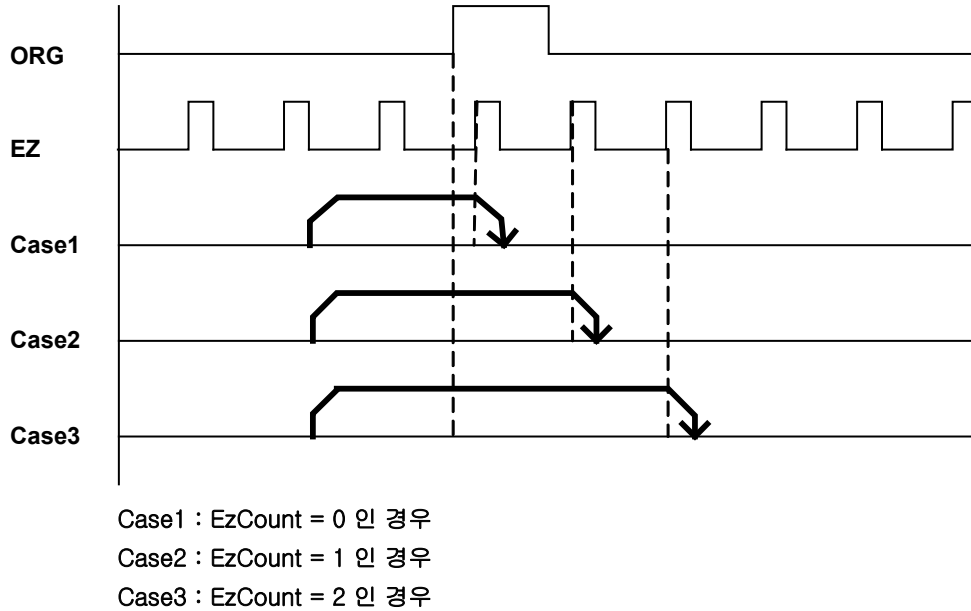 ORG
EZ
Case1
Case2
Case3
Case1 : EzCount = 0 인 경우
Case2 : EzCount = 1 인 경우
Case3 : EzCount = 2 인 경우